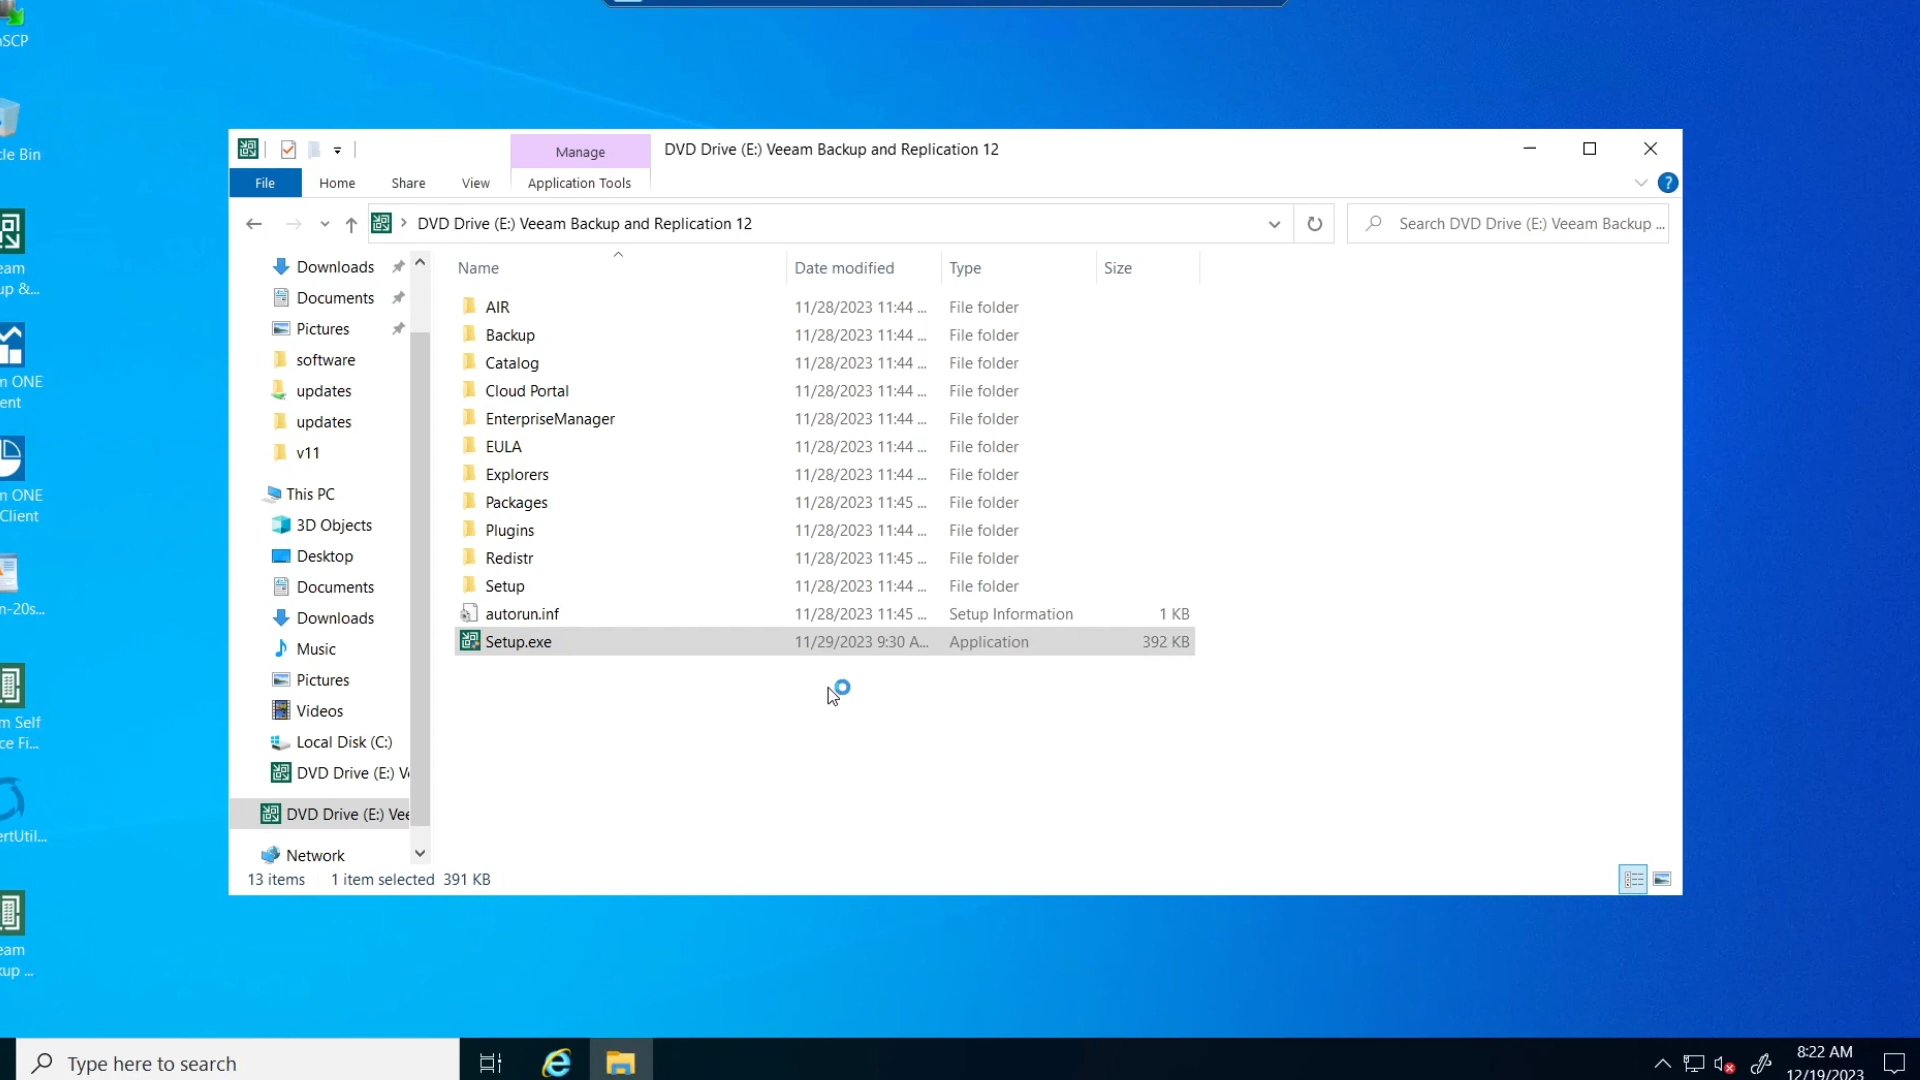 nSCP
cle Bin
eam
up &...
m ONE
ent
m ONE
Client
m-20s...
m Self
ce Fi...
ertUtil...
eam
kup ...
Manage
DVD Drive (E:) Veeam Backup and Replication 12
File
Home
Share
View
Application Tools
DVD Drive (E:) Veeam Backup and Replication 12
Search DVD Drive (E:) Veeam Backup ...
Downloads
Documents
Pictures
software
updates
updates
v11
This PC
3D Objects
Desktop
Documents
Downloads
Music
Pictures
Videos
Local Disk (C:)
DVD Drive (E:) Ve
DVD Drive (E:) Vee
Network
Name Date modified Type Size
AIR 11/28/2023 11:44 ... File folder
Backup 11/28/2023 11:44 ... File folder
Catalog 11/28/2023 11:44 ... File folder
Cloud Portal 11/28/2023 11:44 ... File folder
EnterpriseManager 11/28/2023 11:44 ... File folder
EULA 11/28/2023 11:44 ... File folder
Explorers 11/28/2023 11:44 ... File folder
Packages 11/28/2023 11:45 ... File folder
Plugins 11/28/2023 11:44 ... File folder
Redistr 11/28/2023 11:45 ... File folder
Setup 11/28/2023 11:44 ... File folder
autorun.inf 11/28/2023 11:45 ... Setup Information 1 KB
Setup.exe 11/29/2023 9:30 A... Application 392 KB
13 items 1 item selected 391 KB
Type here to search
8:22 AM
12/19/2023